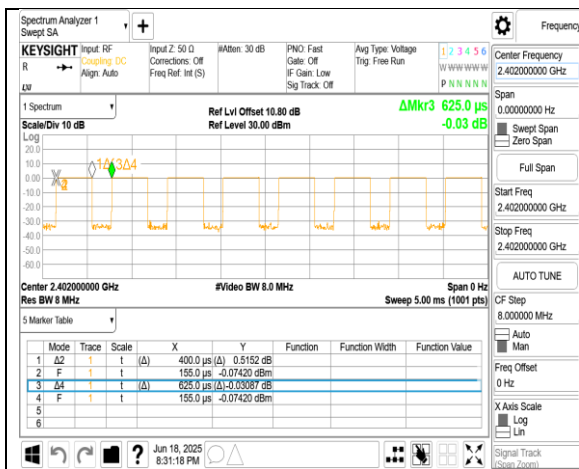 Spectrum Analyzer 1
Swept SA
▼
+
Frequency
KEYSIGHT
R
Input: RF
Coupling: DC
Align: Auto
Input Z: 50 Ω
Corrections: Off
Freq Ref: Int (S)
#Atten: 30 dB
PNO: Fast
Gate: Off
IF Gain: Low
Sig Track: Off
Avg Type: Voltage
Trig: Free Run
1 2 3 4 5 6
W W W W W W
P N N N N N
1 Spectrum
▼
Scale/Div 10 dB
Ref Lvl Offset 10.80 dB
Ref Level 30.00 dBm
ΔMkr3 625.0 µs
-0.03 dB
Log
20.0
10.0
0.00
-10.0
-20.0
-30.0
-40.0
-50.0
-60.0
Center 2.402000000 GHz
Res BW 8 MHz
#Video BW 8.0 MHz
Span 0 Hz
Sweep 5.00 ms (1001 pts)
5 Marker Table
▼
Mode Trace Scale X Y Function Function Width Function Value
1 Δ2 1 t (Δ) 400.0 µs (Δ) 0.5152 dB
2 F 1 t 155.0 µs -0.07420 dBm
3 Δ4 1 t (Δ) 625.0 µs (Δ) -0.03087 dB
4 F 1 t 155.0 µs -0.07420 dBm
5
6
Center Frequency
2.402000000 GHz
Span
0.00000000 Hz
Swept Span
Zero Span
Full Span
Start Freq
2.402000000 GHz
Stop Freq
2.402000000 GHz
AUTO TUNE
CF Step
8.000000 MHz
Auto
Man
Freq Offset
0 Hz
X Axis Scale
Log
Lin
Signal Track
(Span Zoom)
?
Jun 18, 2025
8:31:18 PM